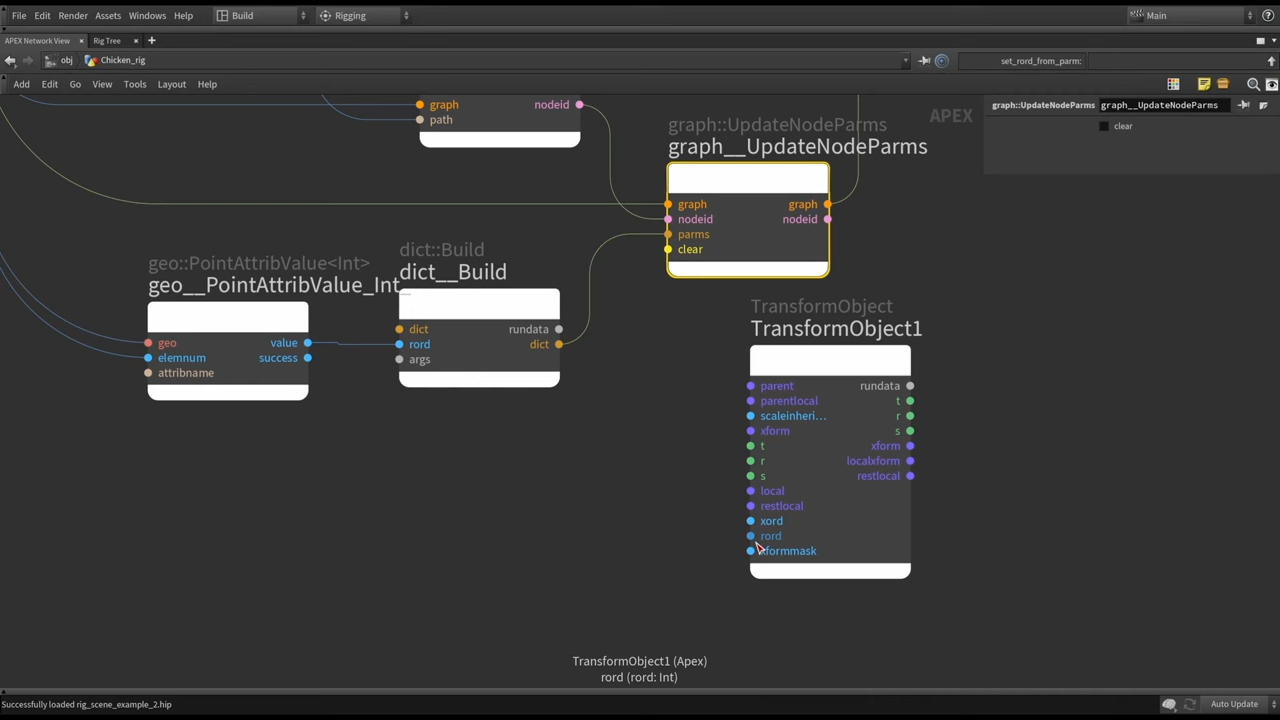 File Edit Render Assets Windows Help Build Rigging Main
APEX Network View Rig Tree
obj Chicken_rig set_rord_from_parm:
Add Edit Go View Tools Layout Help
graph nodeid
path
graph::UpdateNodeParms
graph__UpdateNodeParms
APEX
graph::UpdateNodeParms graph__UpdateNodeParms
clear
graph graph
nodeid nodeid
parms
clear
geo::PointAttribValue<Int>
geo__PointAttribValue_Int_
geo value
elemnum success
attribname
dict::Build
dict__Build
dict rundata
rord dict
args
TransformObject
TransformObject1
parent rundata
parentlocal t
scaleinheri... r
xform s
t xform
r localxform
s restlocal
local
restlocal
xord
rord
xformmask
TransformObject1 (Apex)
rord (rord: Int)
Successfully loaded rig_scene_example_2.hip Auto Update